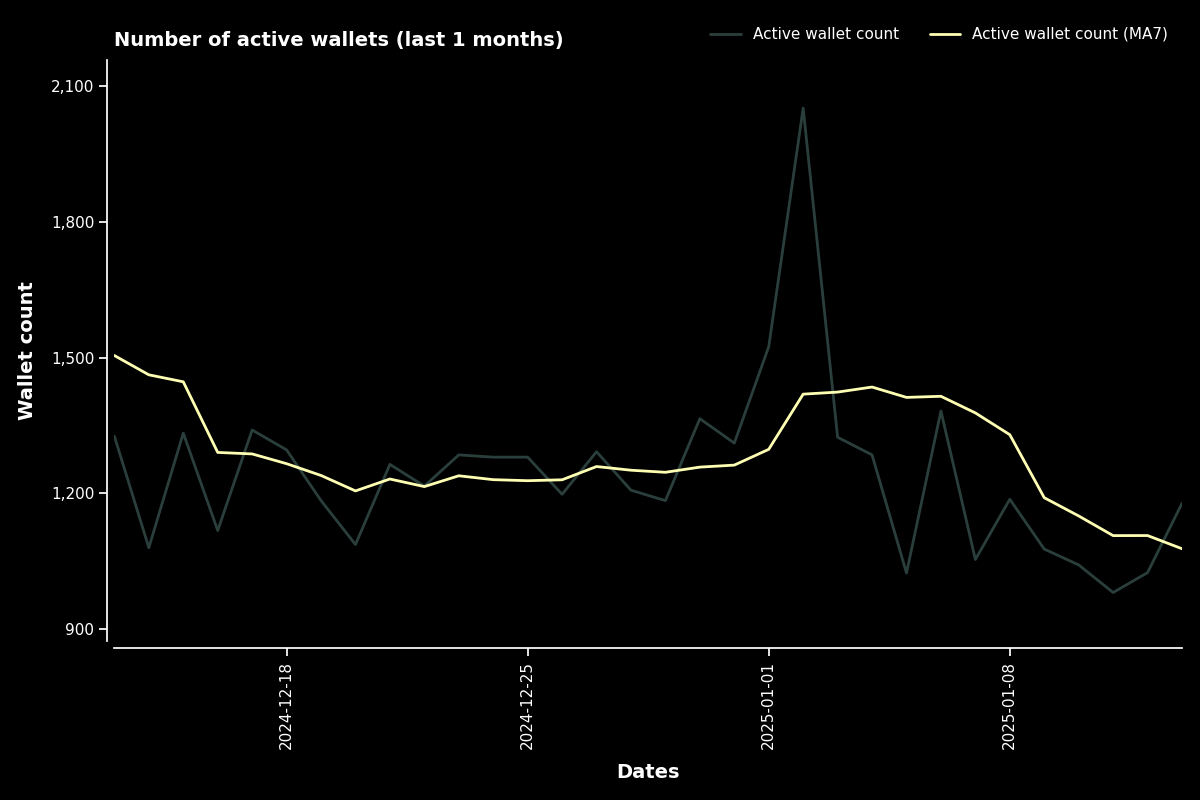 Number of active wallets (last 1 months)
Active wallet count
Active wallet count (MA7)
2,100
1,800
1,500
1,200
900
Wallet count
2024-12-18
2024-12-25
2025-01-01
2025-01-08
Dates